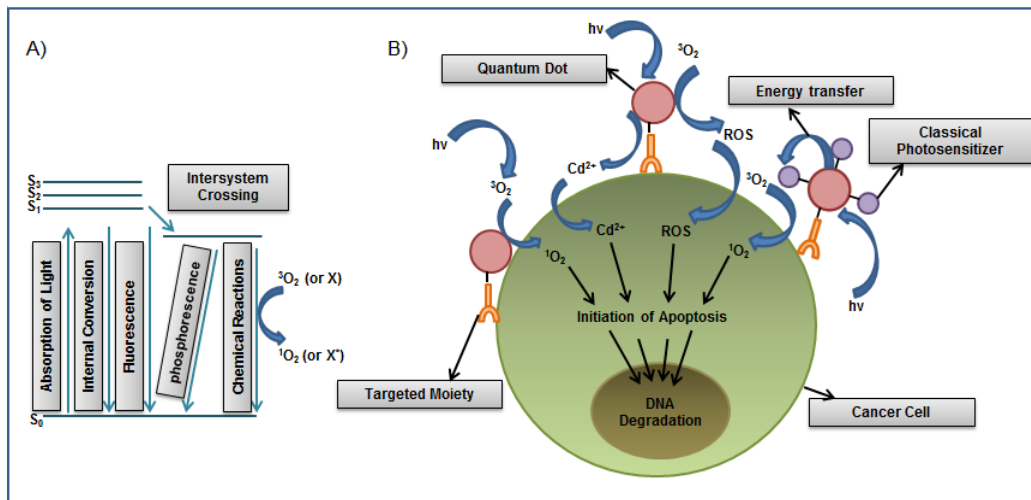 A)
S₃
S₂
S₁
Intersystem
Crossing
Absorption of Light
Internal Conversion
Fluorescence
phosphorescence
Chemical Reactions
³O₂ (or X)
¹O₂ (or X*)
S₀
B)
hν
³O₂
Quantum Dot
Energy transfer
Classical
Photosensitizer
hν
ROS
Cd²⁺
³O₂
³O₂
Cd²⁺
ROS
¹O₂
¹O₂
hν
Initiation of Apoptosis
Targeted Moiety
DNA
Degradation
Cancer Cell